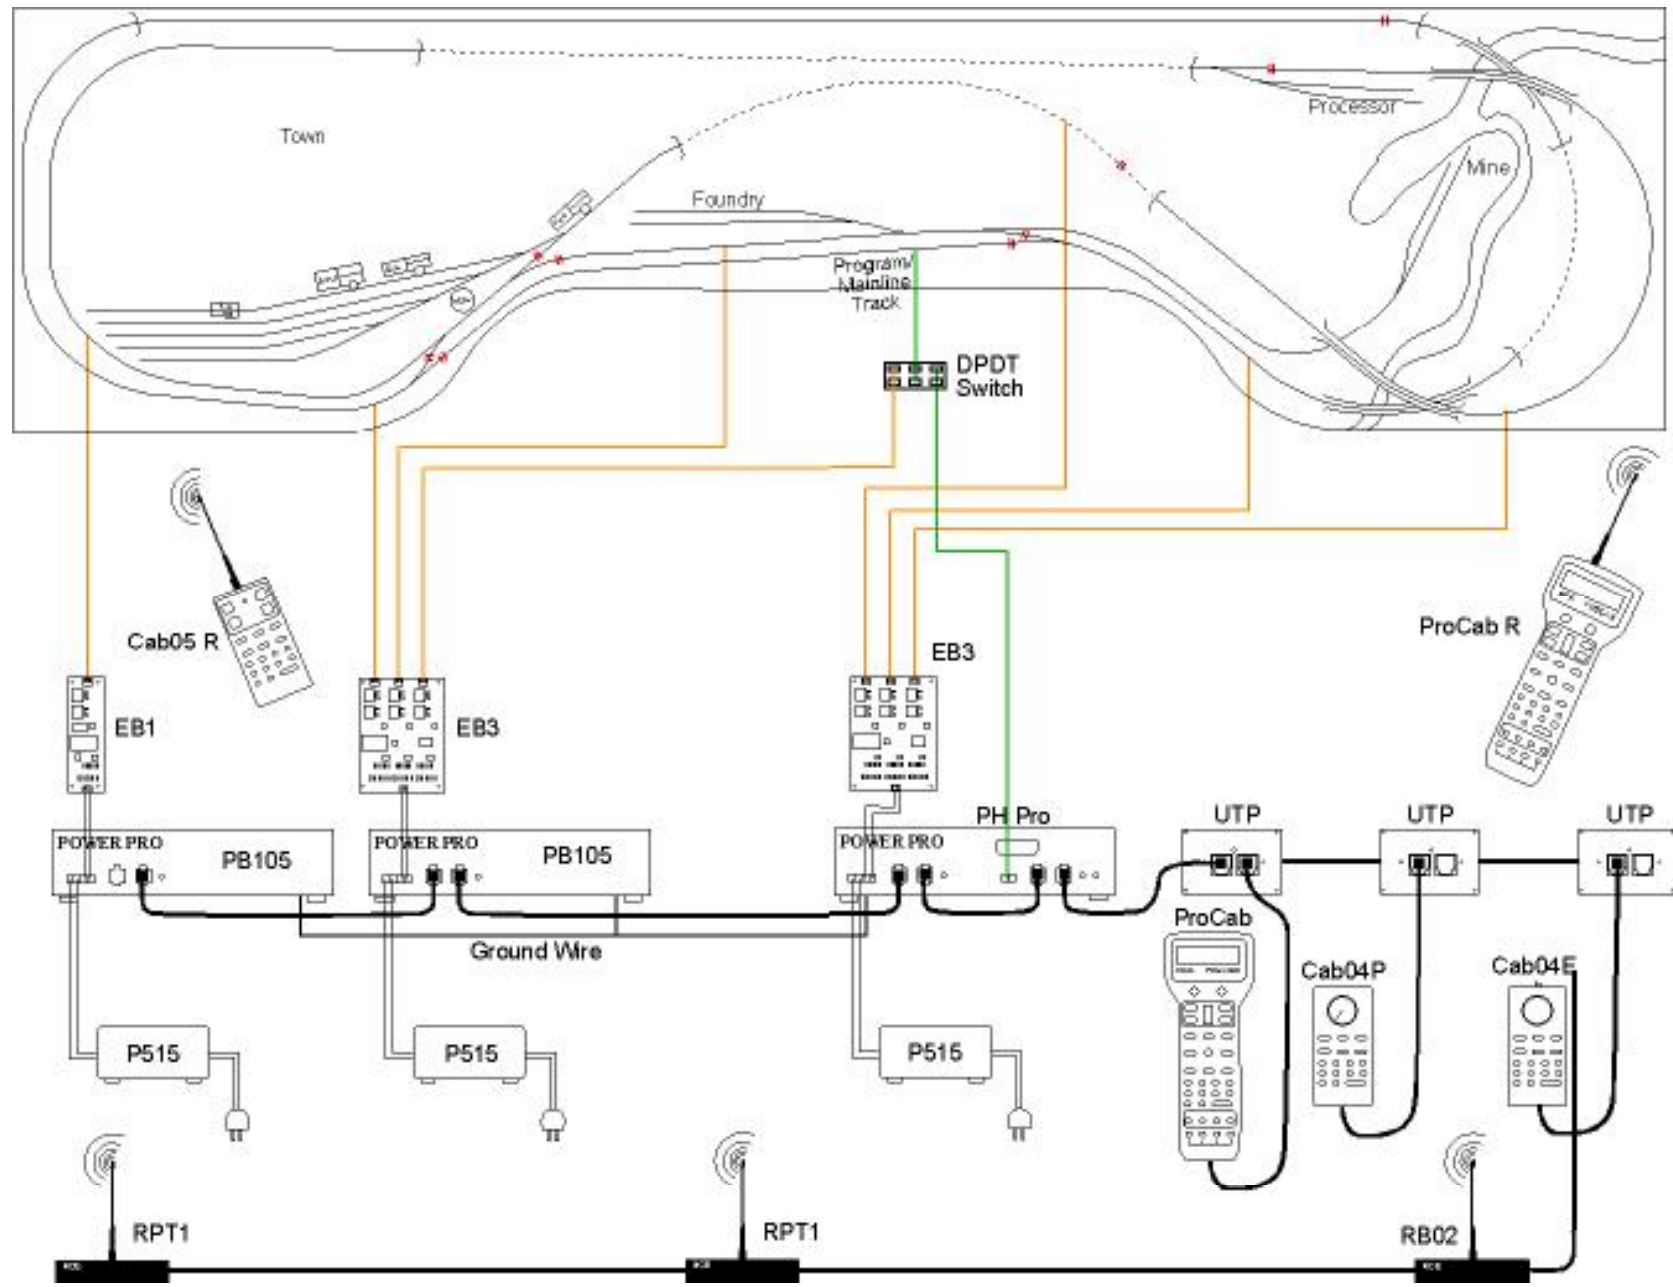 Town
Processor
Mine
Foundry
Program/
Mainline
Track
DPDT
Switch
Cab05 R
ProCab R
EB1
EB3
EB3
PH Pro
UTP
UTP
UTP
POWER PRO
PB105
POWER PRO
PB105
POWER PRO
Ground Wire
ProCab
Cab04P
Cab04E
P515
P515
P515
RPT1
RPT1
RB02